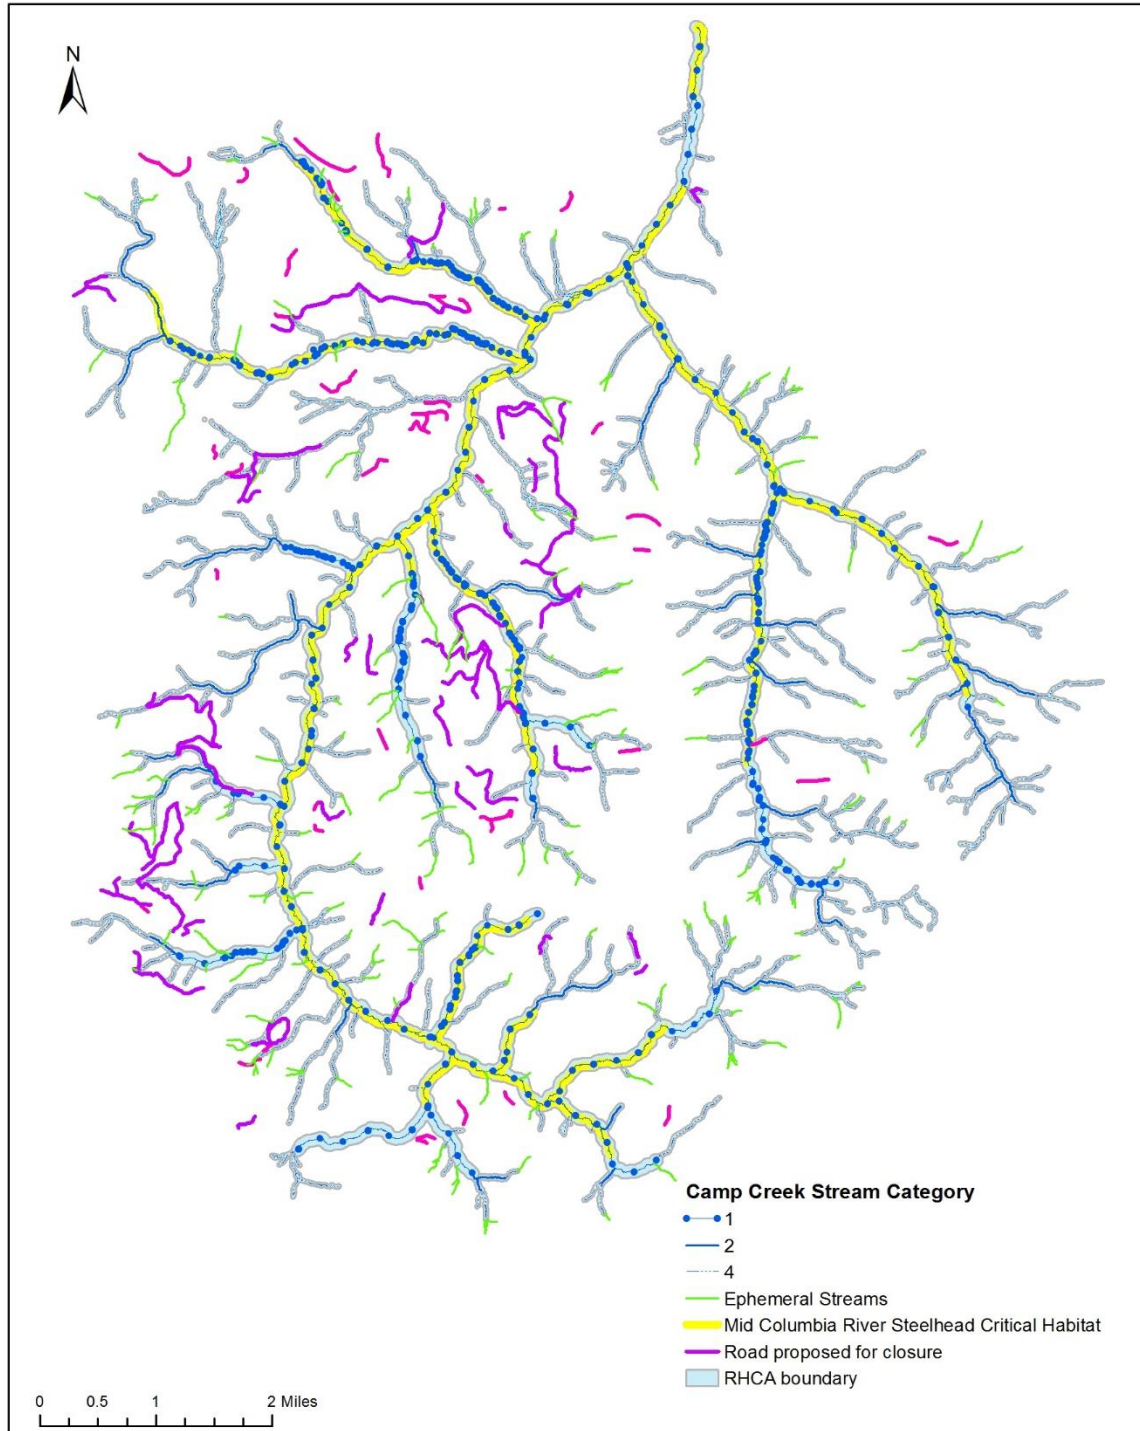 N
Camp Creek Stream Category
1
2
4
Ephemeral Streams
Mid Columbia River Steelhead Critical Habitat
Road proposed for closure
RHCA boundary
0 0.5 1 2 Miles